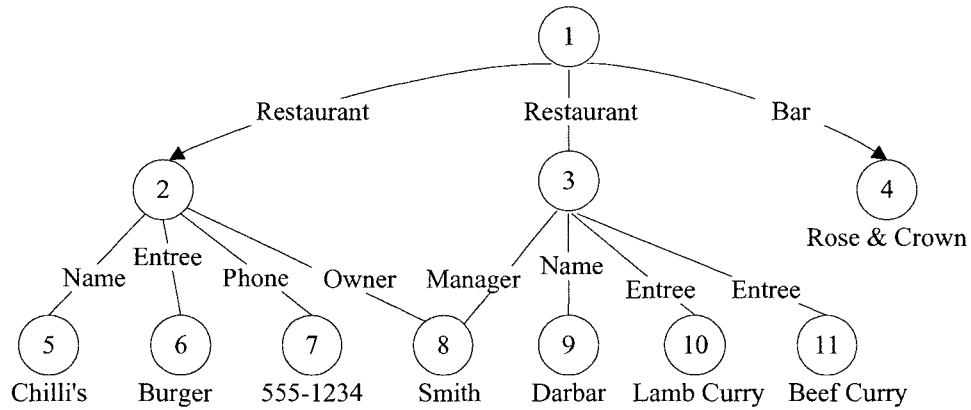 1
Restaurant Restaurant Bar
2 3 4
Rose & Crown
Name Entree Phone Owner Manager Name Entree Entree
5 6 7 8 9 10 11
Chilli's Burger 555-1234 Smith Darbar Lamb Curry Beef Curry